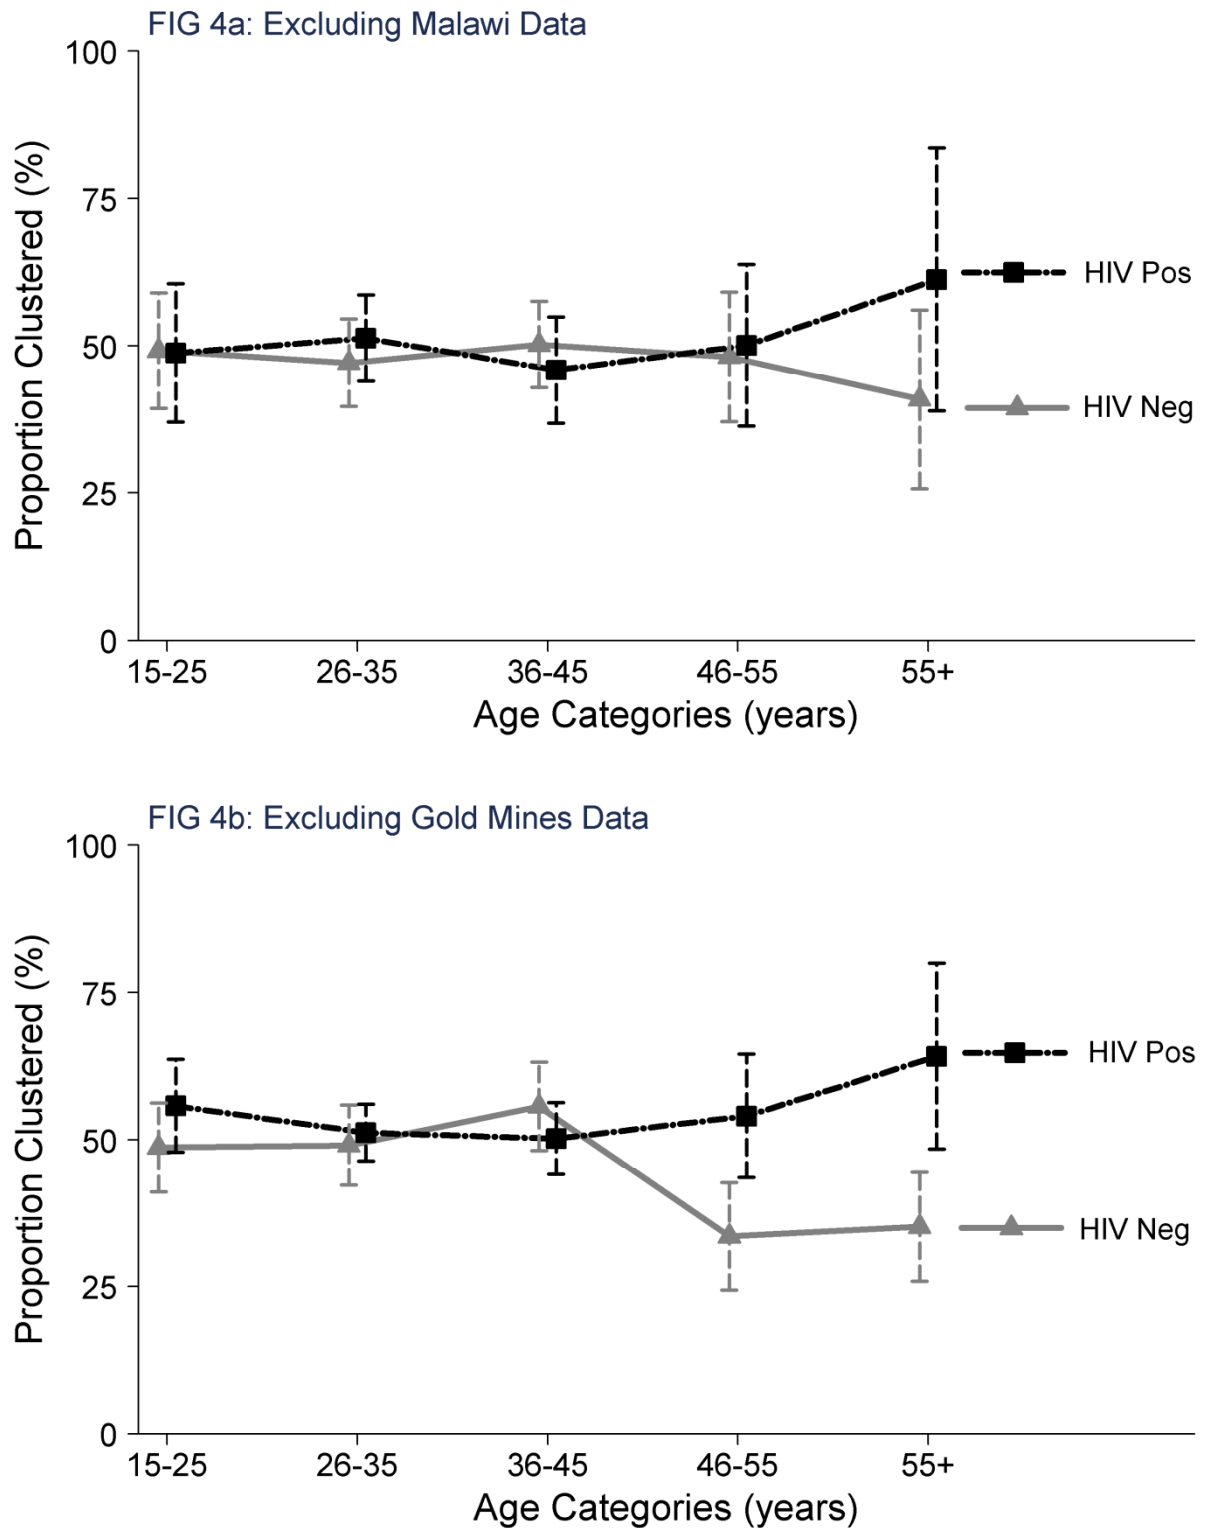 FIG 4a: Excluding Malawi Data
100
75
50
25
0
Proportion Clustered (%)
HIV Pos
HIV Neg
15-25 26-35 36-45 46-55 55+
Age Categories (years)
FIG 4b: Excluding Gold Mines Data
100
75
50
25
0
Proportion Clustered (%)
HIV Pos
HIV Neg
15-25 26-35 36-45 46-55 55+
Age Categories (years)